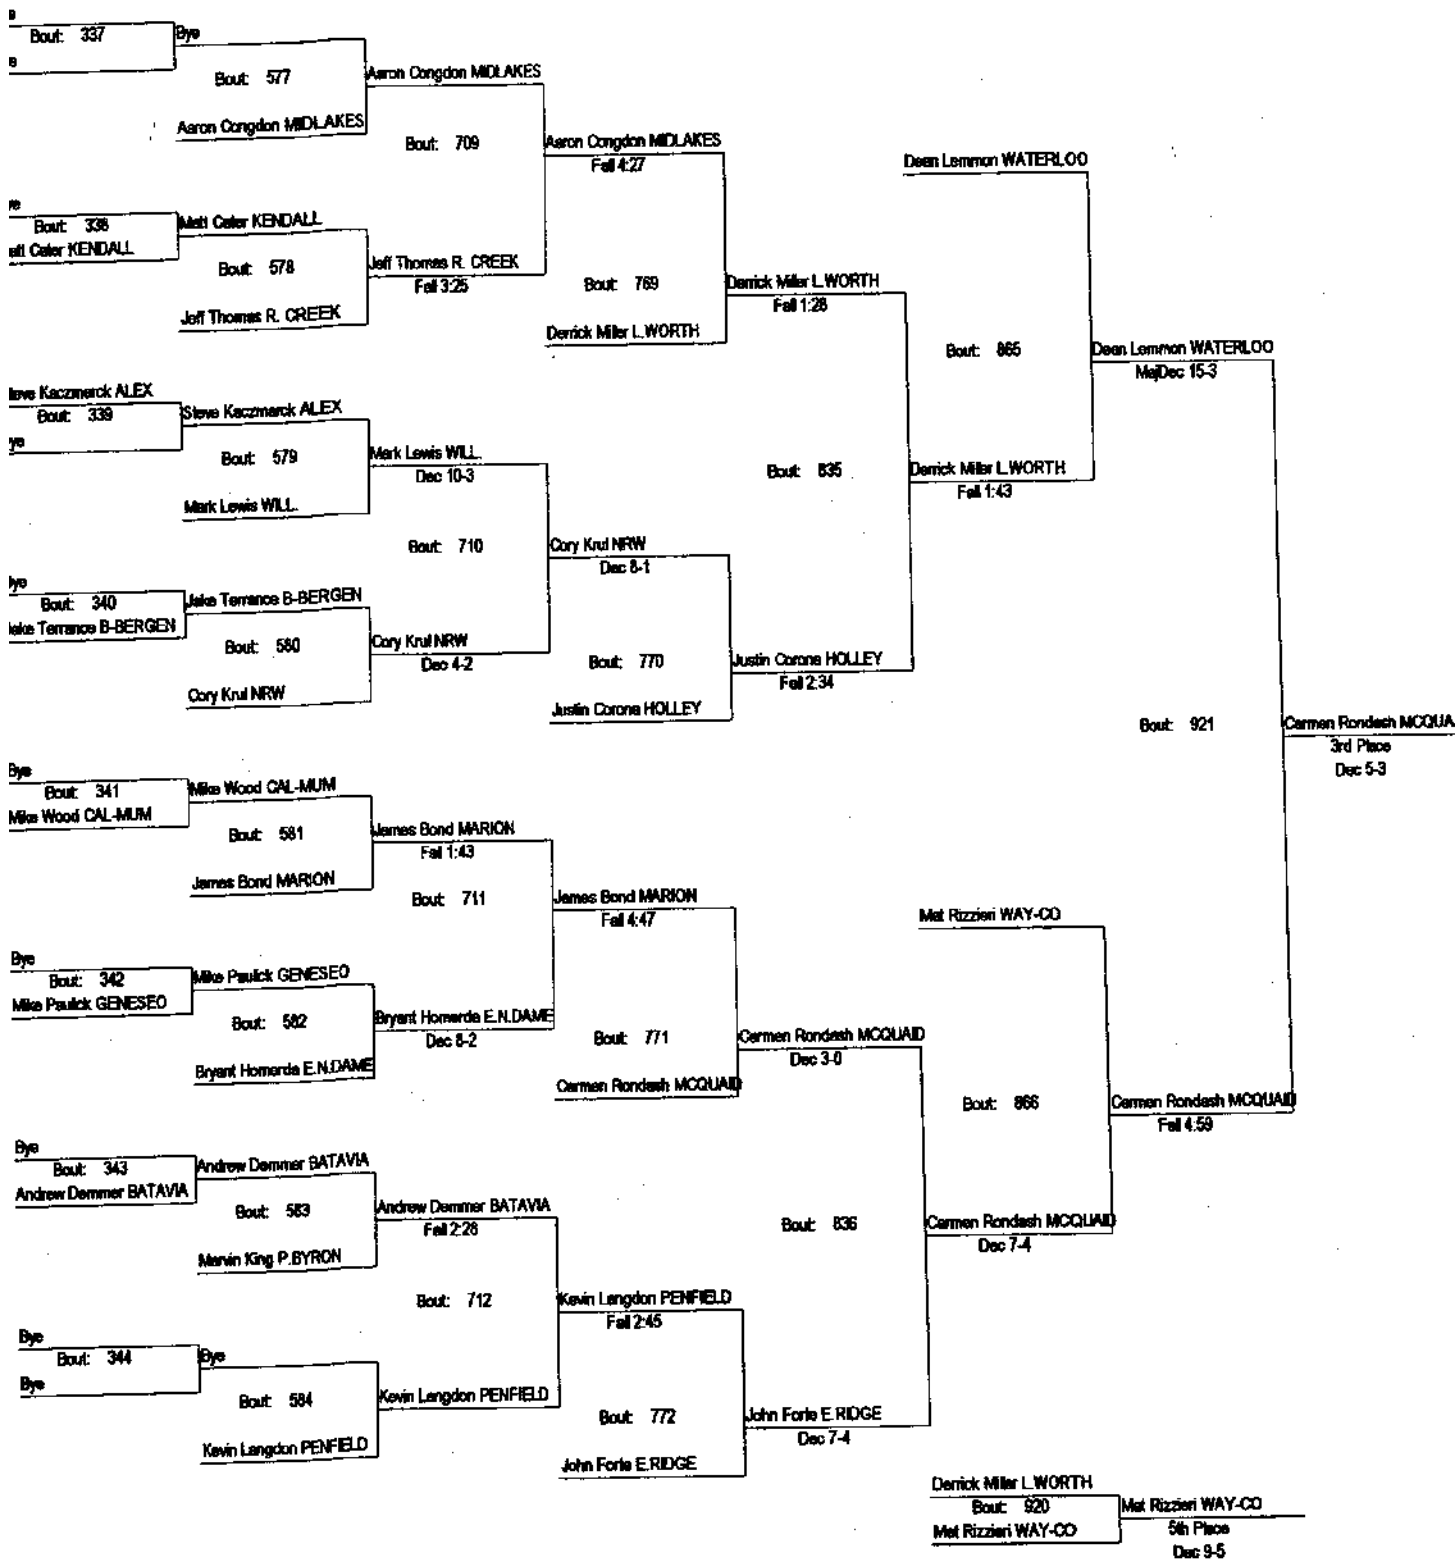 Bout: 337
Bye
Bout: 577
Aaron Congdon MIDLAKES
Aaron Congdon MIDLAKES
Bout: 709
Aaron Congdon MIDLAKES
Fall 4:27
Dean Lemmon WATERLOO
Bout: 338
Matt Cater KENDALL
Bout: 578
Jeff Thomas R. CREEK
Fall 3:25
Jeff Thomas R. CREEK
Bout: 769
Derrick Miller L.WORTH
Fall 1:28
Derrick Miller L.WORTH
Bout: 865
Dean Lemmon WATERLOO
MajDec 15-3
Kaczmarck ALEX
Bout: 339
Steve Kaczmarck ALEX
Bout: 579
Mark Lewis WILL.
Dec 10-3
Mark Lewis WILL.
Bout: 835
Derrick Miller L.WORTH
Fall 1:43
Bout: 710
Cory Krul NRW
Dec 8-1
Bye
Bout: 340
Jake Terrance B-BERGEN
Jake Terrance B-BERGEN
Bout: 580
Cory Krul NRW
Dec 4-2
Cory Krul NRW
Bout: 770
Justin Corona HOLLEY
Fall 2:34
Justin Corona HOLLEY
Bout: 921
Carmen Rondash MCQUA
3rd Place
Dec 5-3
Bye
Bout: 341
Mike Wood CAL-MUM
Mike Wood CAL-MUM
Bout: 581
James Bond MARION
Fall 1:43
James Bond MARION
Bout: 711
James Bond MARION
Fall 4:47
Mat Rizzieri WAY-CO
Bye
Bout: 342
Mike Paulick GENESEO
Mike Paulick GENESEO
Bout: 582
Bryant Homerda E.N.DAME
Dec 8-2
Bryant Homerda E.N.DAME
Bout: 771
Carmen Rondash MCQUAID
Dec 3-0
Carmen Rondash MCQUAID
Bout: 866
Carmen Rondash MCQUAID
Fall 4:59
Bye
Bout: 343
Andrew Demmer BATAVIA
Andrew Demmer BATAVIA
Bout: 583
Andrew Demmer BATAVIA
Fall 2:28
Marvin King P.BYRON
Bout: 836
Carmen Rondash MCQUAID
Dec 7-4
Bout: 712
Kevin Langdon PENFIELD
Fall 2:45
Bye
Bout: 344
Bye
Bye
Bout: 584
Kevin Langdon PENFIELD
Kevin Langdon PENFIELD
Bout: 772
John Forte E.RIDGE
Dec 7-4
John Forte E.RIDGE
Derrick Miller L.WORTH
Bout: 920
Mat Rizzieri WAY-CO
Mat Rizzieri WAY-CO
5th Place
Dec 9-5